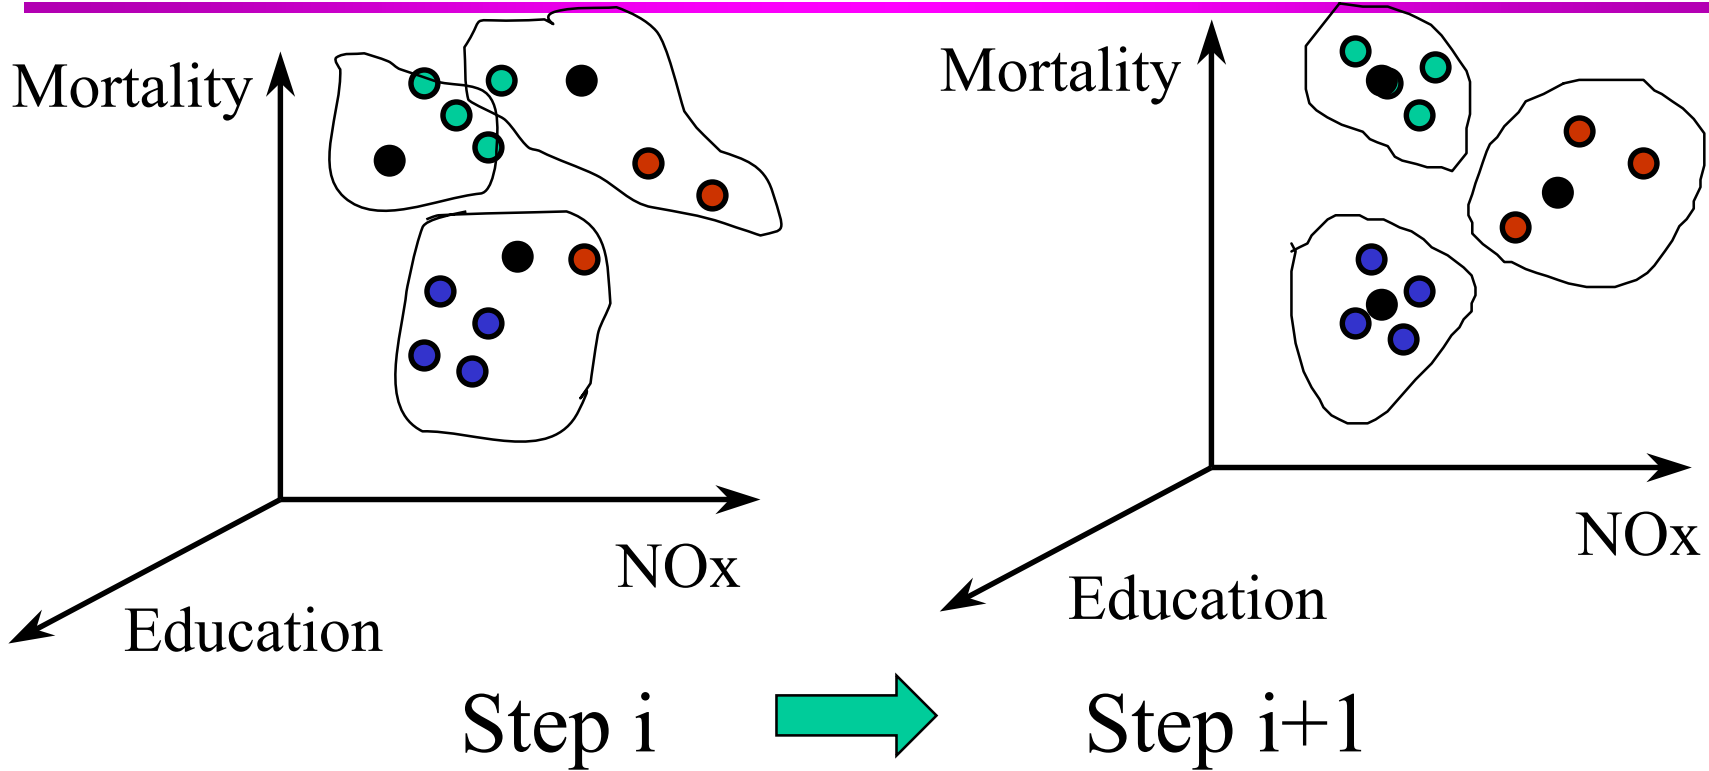 Mortality
NOx
Education
Mortality
NOx
Education
Step i
Step i+1